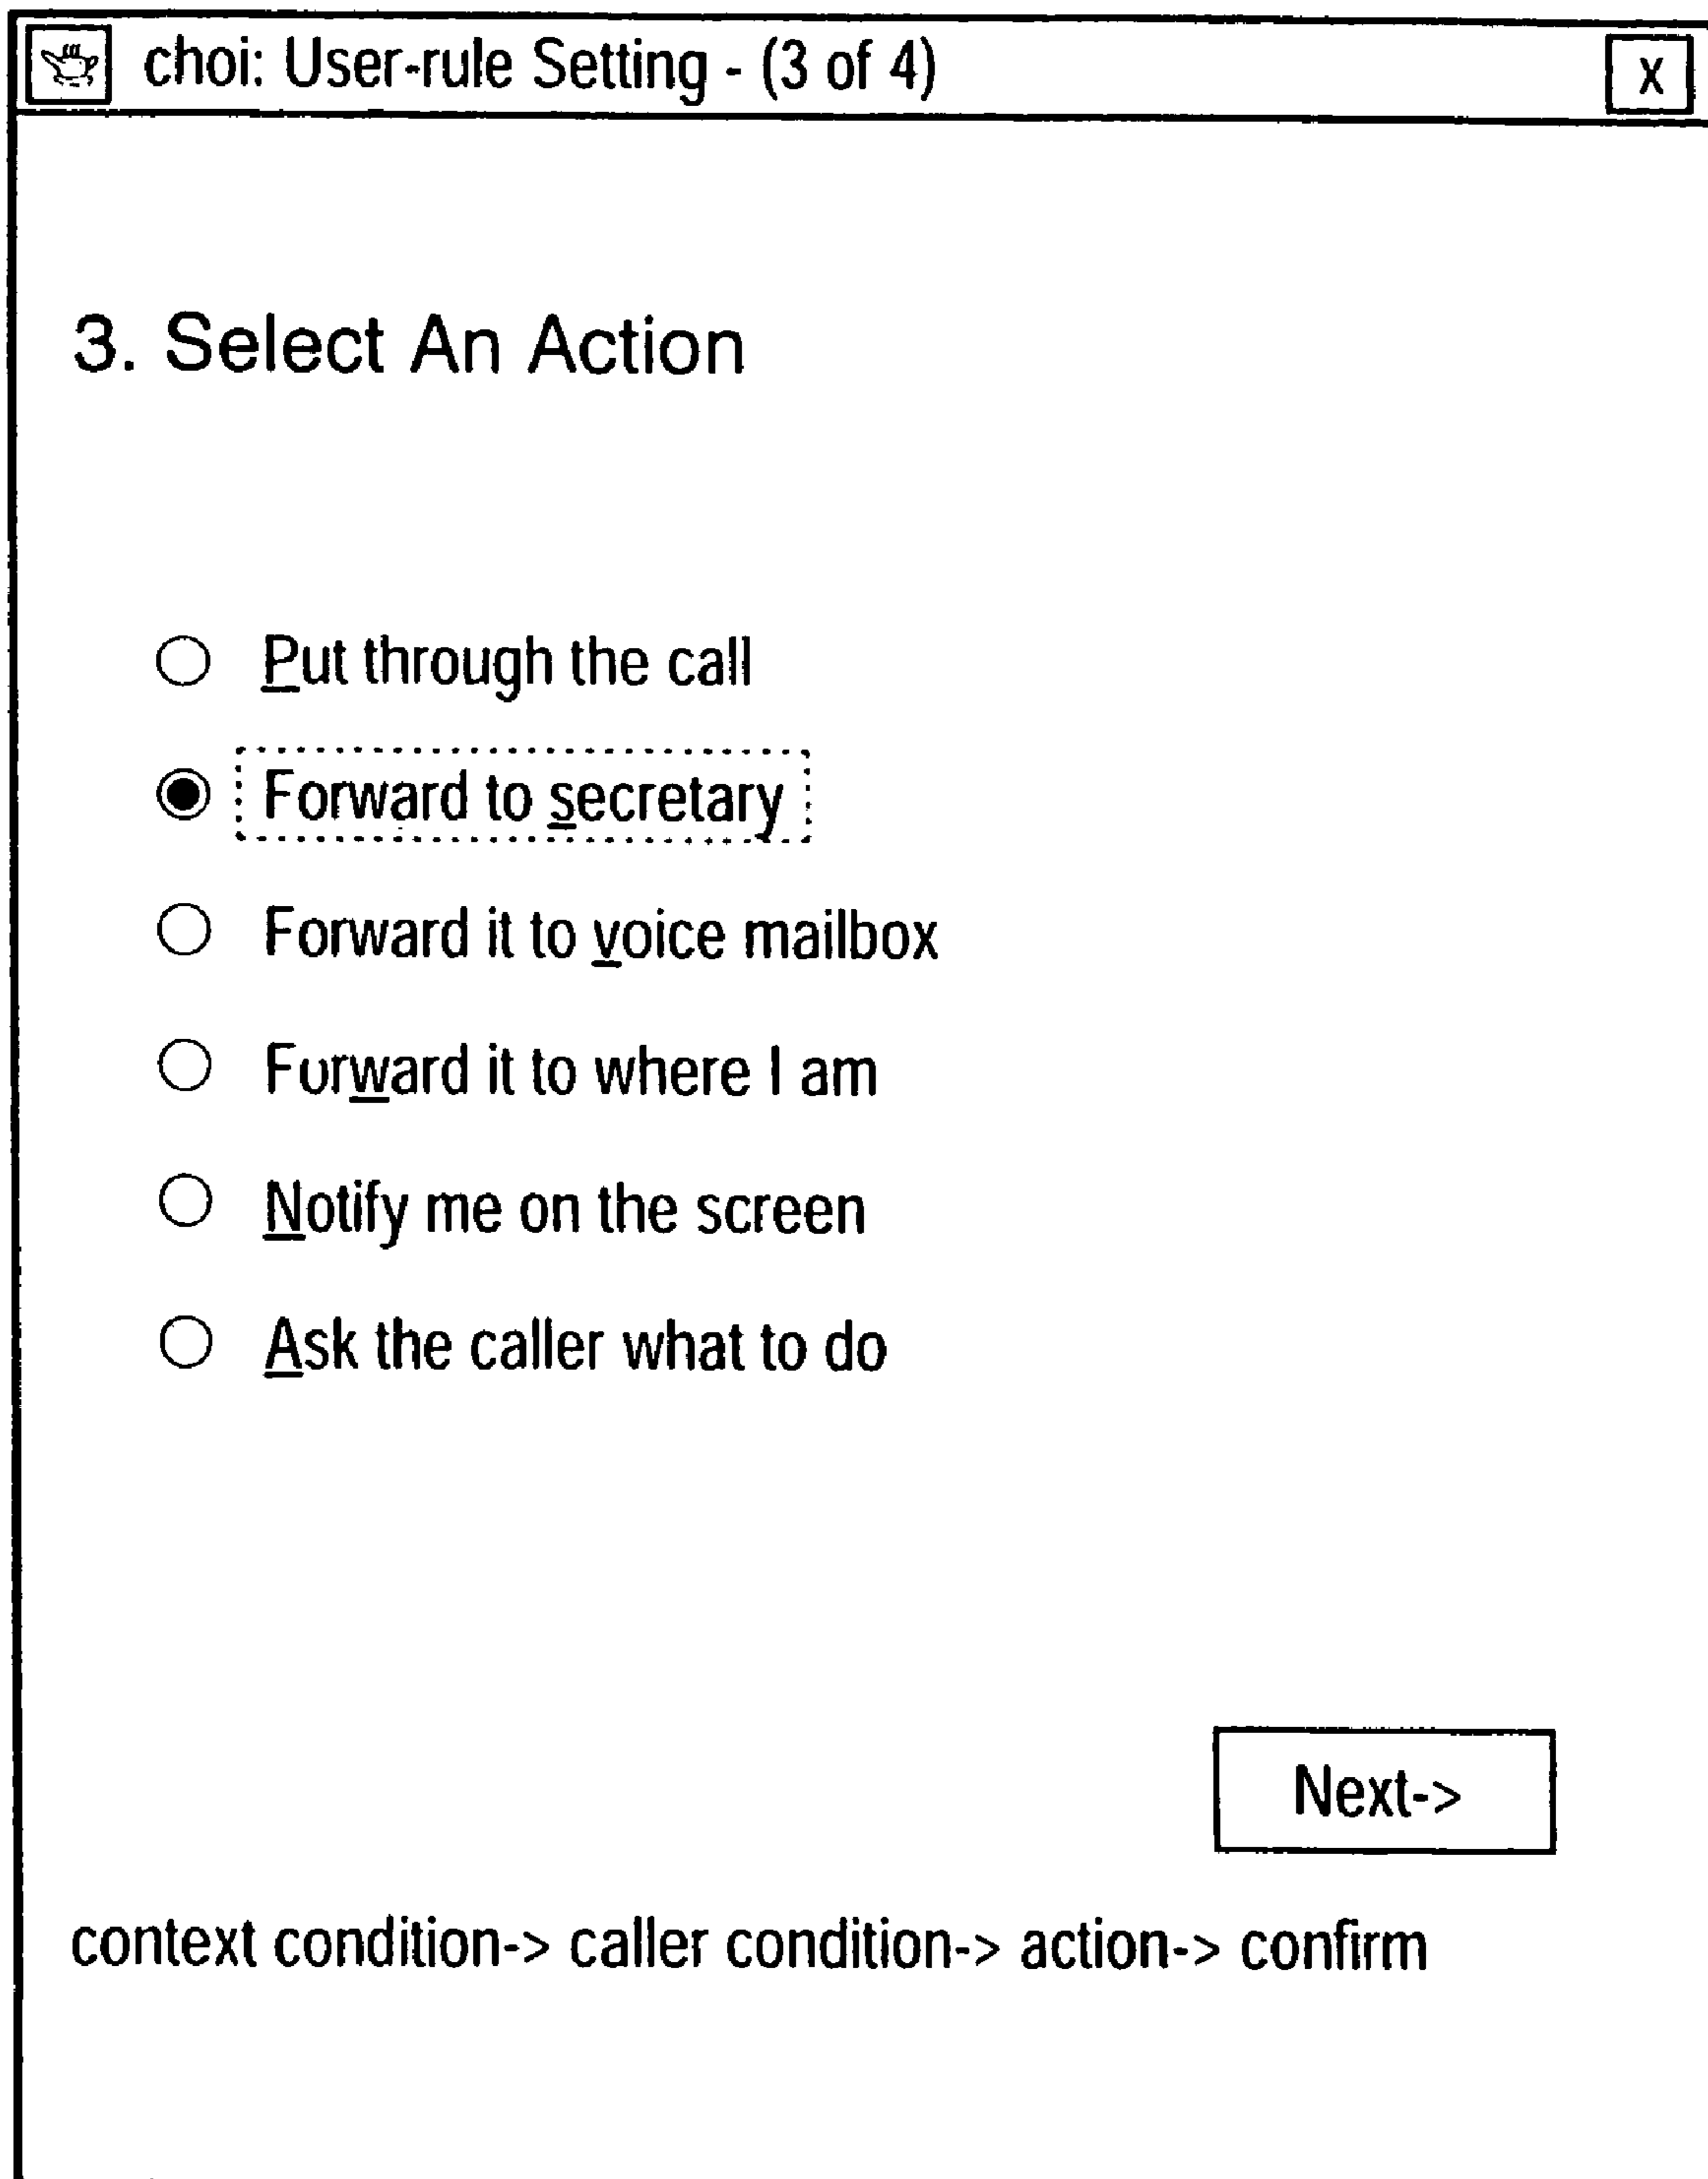 choi: User-rule Setting - (3 of 4) X
3. Select An Action
Put through the call
Forward to secretary
Forward it to voice mailbox
Forward it to where I am
Notify me on the screen
Ask the caller what to do
Next->
context condition-> caller condition-> action-> confirm